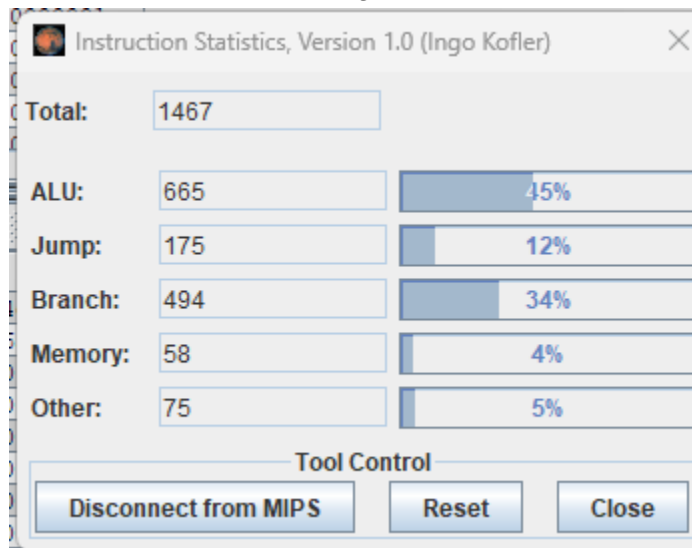 Instruction Statistics, Version 1.0 (Ingo Kofler)
Total: 1467
ALU: 665 45%
Jump: 175 12%
Branch: 494 34%
Memory: 58 4%
Other: 75 5%
Tool Control
Disconnect from MIPS Reset Close